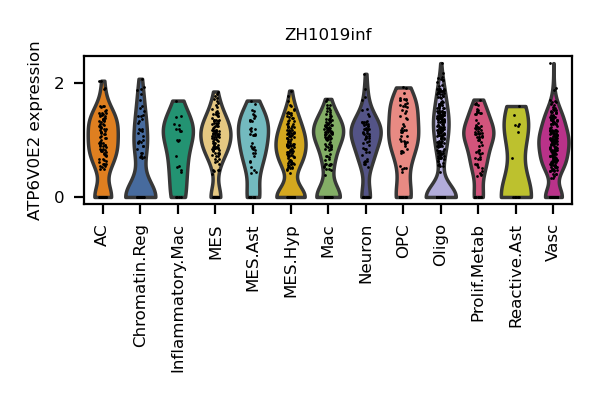 ZH1019inf
ATP6V0E2 expression
2
0
AC
Chromatin.Reg
Inflammatory.Mac
MES
MES.Ast
MES.Hyp
Mac
Neuron
OPC
Oligo
Prolif.Metab
Reactive.Ast
Vasc